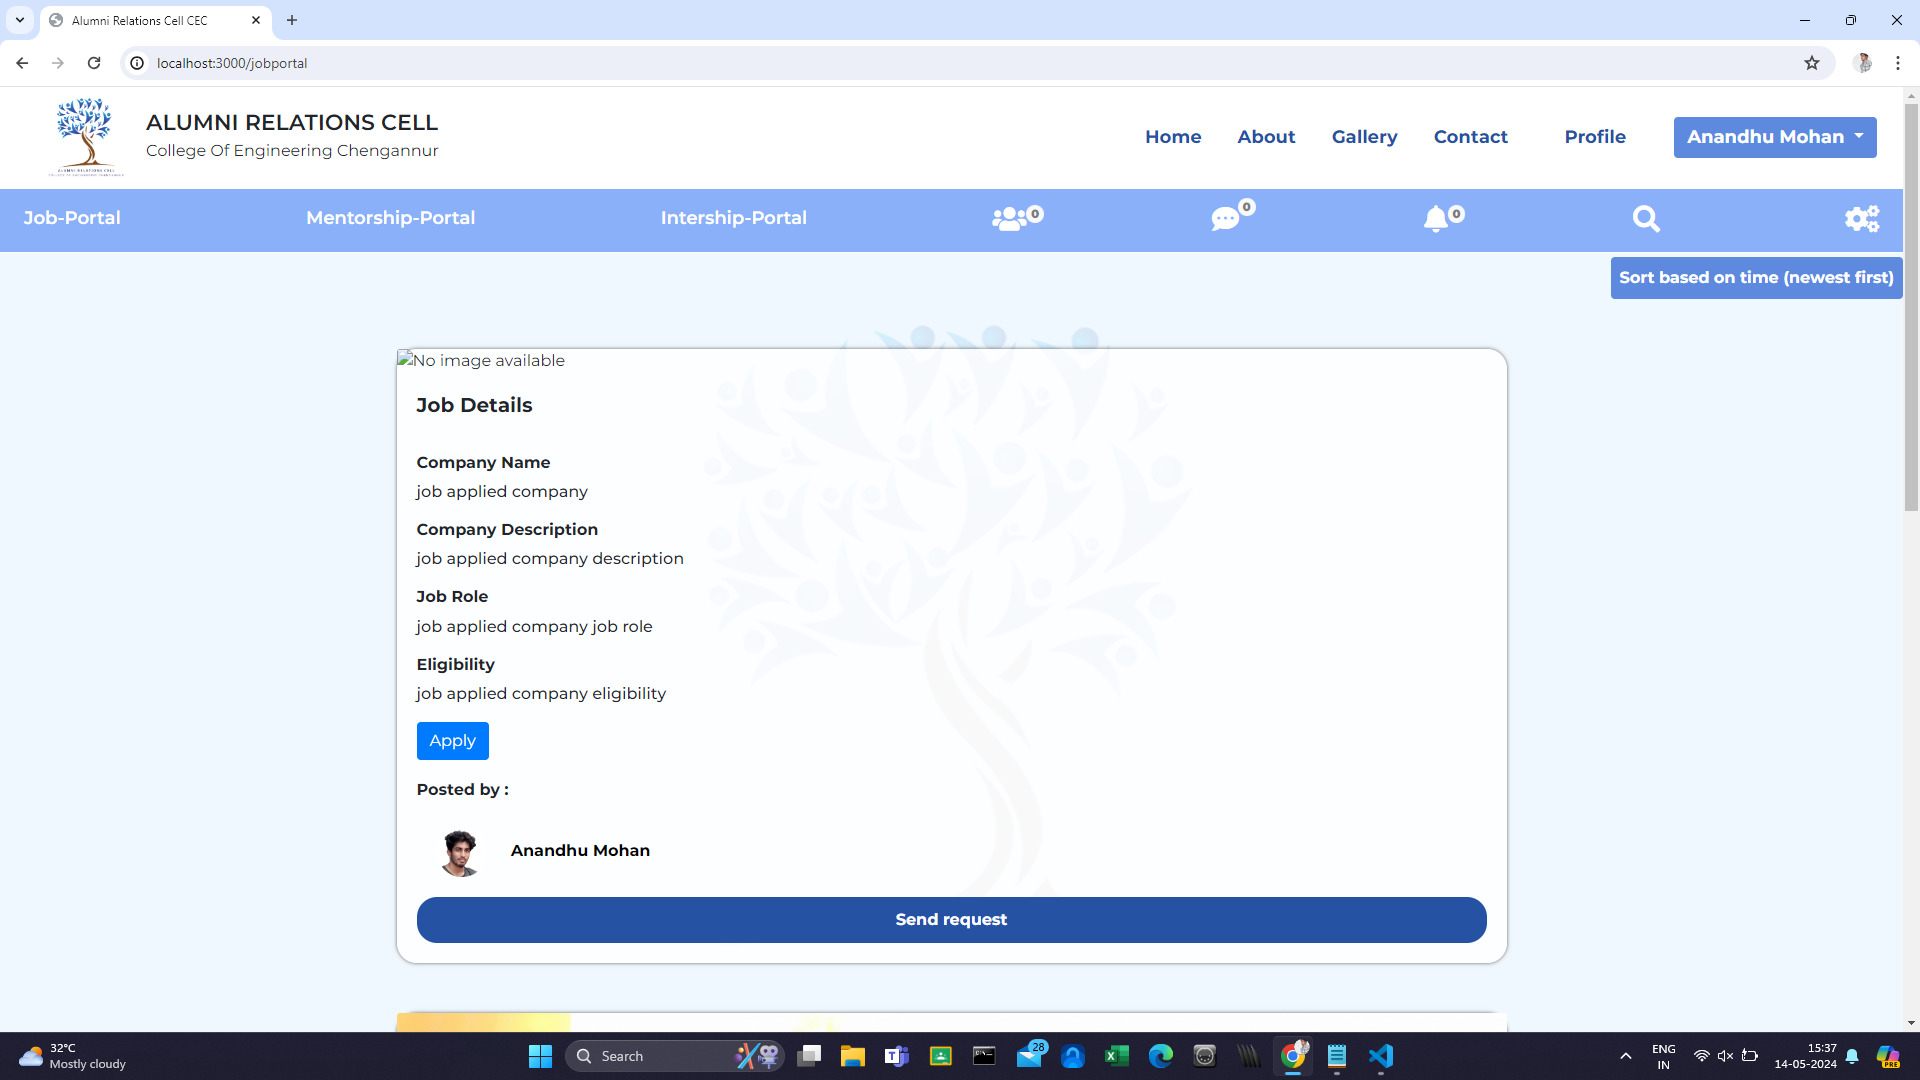 Alumni Relations Cell CEC
localhost:3000/jobportal
ALUMNI RELATIONS CELL
College Of Engineering Chengannur
Home About Gallery Contact Profile Anandhu Mohan
Job-Portal Mentorship-Portal Intership-Portal 0 0 0
Sort based on time (newest first)
No image available
Job Details
Company Name
job applied company
Company Description
job applied company description
Job Role
job applied company job role
Eligibility
job applied company eligibility
Apply
Posted by :
Anandhu Mohan
Send request
32°C
Mostly cloudy
Search
28
ENG
IN
15:37
14-05-2024
PRE